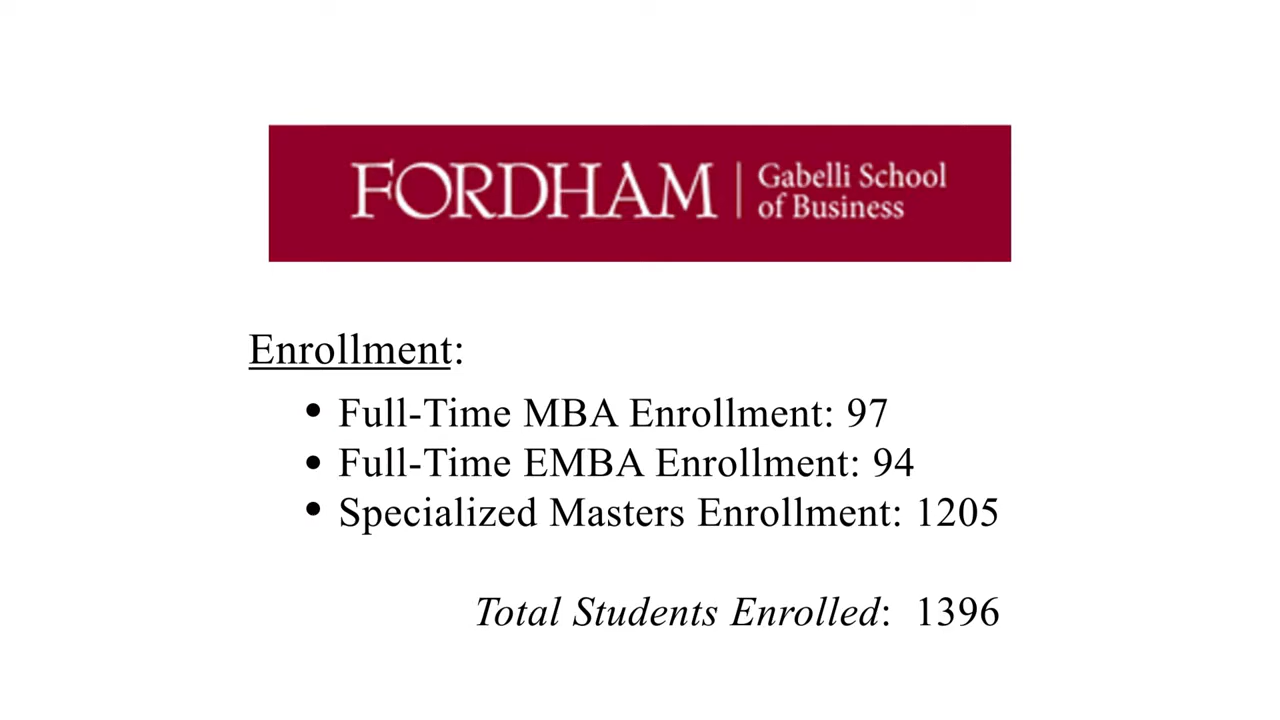 FORDHAM | Gabelli School
of Business
Enrollment:
• Full-Time MBA Enrollment: 97
• Full-Time EMBA Enrollment: 94
• Specialized Masters Enrollment: 1205
Total Students Enrolled: 1396